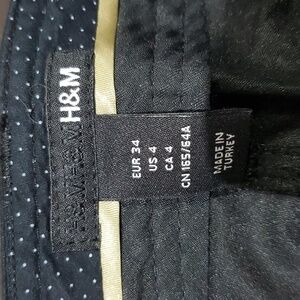 H&M
EUR 34
US 4
CA 4
CN 165/64A
MADE IN
TURKEY